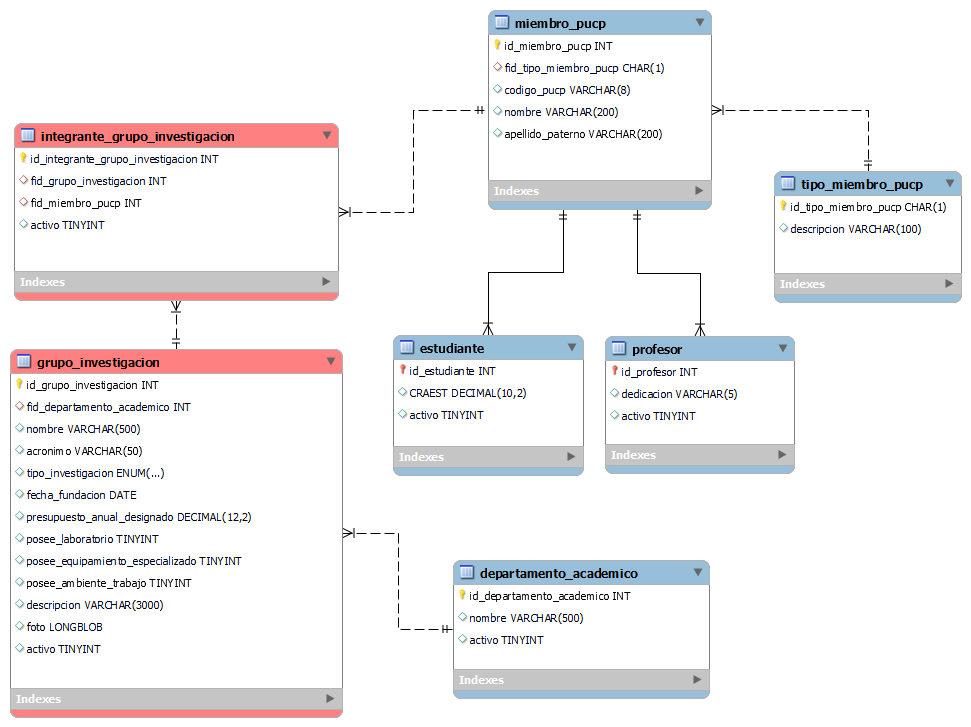 miembro_pucp
id_miembro_pucp INT
fid_tipo_miembro_pucp CHAR(1)
codigo_pucp VARCHAR(8)
nombre VARCHAR(200)
apellido_paterno VARCHAR(200)
Indexes
integrante_grupo_investigacion
id_integrante_grupo_investigacion INT
fid_grupo_investigacion INT
fid_miembro_pucp INT
activo TINYINT
Indexes
tipo_miembro_pucp
id_tipo_miembro_pucp CHAR(1)
descripcion VARCHAR(100)
Indexes
estudiante
id_estudiante INT
CRAEST DECIMAL(10,2)
activo TINYINT
Indexes
profesor
id_profesor INT
dedicacion VARCHAR(5)
activo TINYINT
Indexes
grupo_investigacion
id_grupo_investigacion INT
fid_departamento_academico INT
nombre VARCHAR(500)
acronimo VARCHAR(50)
tipo_investigacion ENUM(...)
fecha_fundacion DATE
presupuesto_anual_designado DECIMAL(12,2)
posee_laboratorio TINYINT
posee_equipamiento_especializado TINYINT
posee_ambiente_trabajo TINYINT
descripcion VARCHAR(3000)
foto LONGBLOB
activo TINYINT
Indexes
departamento_academico
id_departamento_academico INT
nombre VARCHAR(500)
activo TINYINT
Indexes